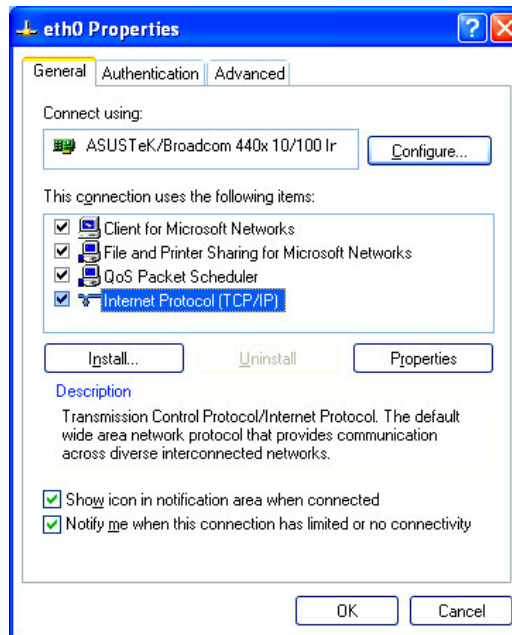 eth0 Properties
General Authentication Advanced
Connect using:
ASUSTeK/Broadcom 440x 10/100 In
Configure...
This connection uses the following items:
Client for Microsoft Networks
File and Printer Sharing for Microsoft Networks
QoS Packet Scheduler
Internet Protocol (TCP/IP)
Install... Uninstall Properties
Description
Transmission Control Protocol/Internet Protocol. The default
wide area network protocol that provides communication
across diverse interconnected networks.
Show icon in notification area when connected
Notify me when this connection has limited or no connectivity
OK Cancel